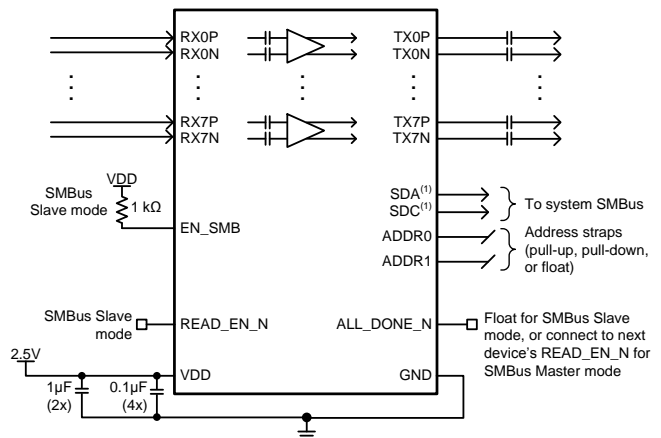 RX0P
RX0N
TX0P
TX0N
RX7P
RX7N
TX7P
TX7N
VDD
SMBus
Slave mode
1 kΩ
EN_SMB
SDA(1)
SDC(1)
To system SMBus
ADDR0
ADDR1
Address straps
(pull-up, pull-down,
or float)
SMBus Slave
mode
READ_EN_N
ALL_DONE_N
Float for SMBus Slave
mode, or connect to next
device's READ_EN_N for
SMBus Master mode
2.5V
VDD
GND
1µF
(2x)
0.1µF
(4x)